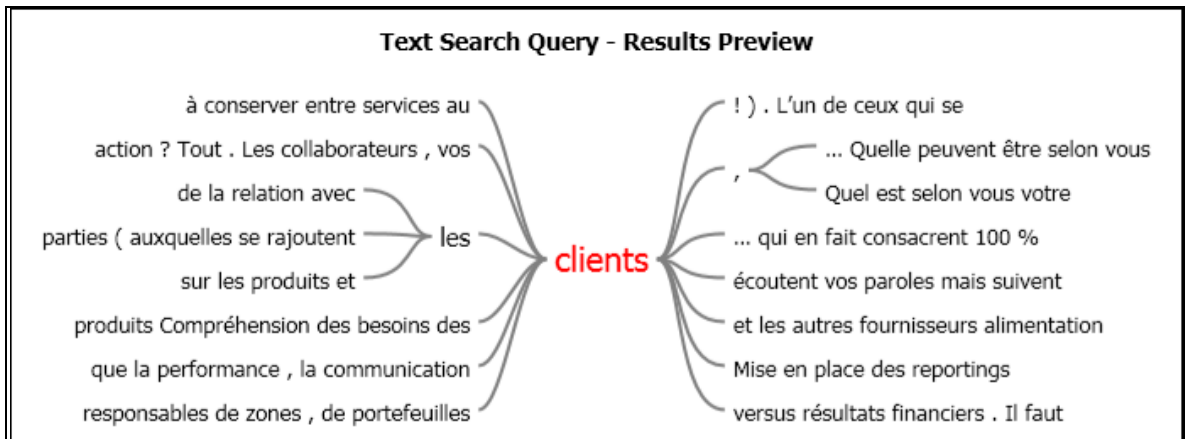 Text Search Query - Results Preview
à conserver entre services au
action ? Tout . Les collaborateurs , vos
de la relation avec
parties ( auxquelles se rajoutent
sur les produits et
les
produits Compréhension des besoins des
que la performance , la communication
responsables de zones , de portefeuilles
clients
! ) . L’un de ceux qui se
,
... Quelle peuvent être selon vous
Quel est selon vous votre
... qui en fait consacrent 100 %
écoutent vos paroles mais suivent
et les autres fournisseurs alimentation
Mise en place des reportings
versus résultats financiers . Il faut